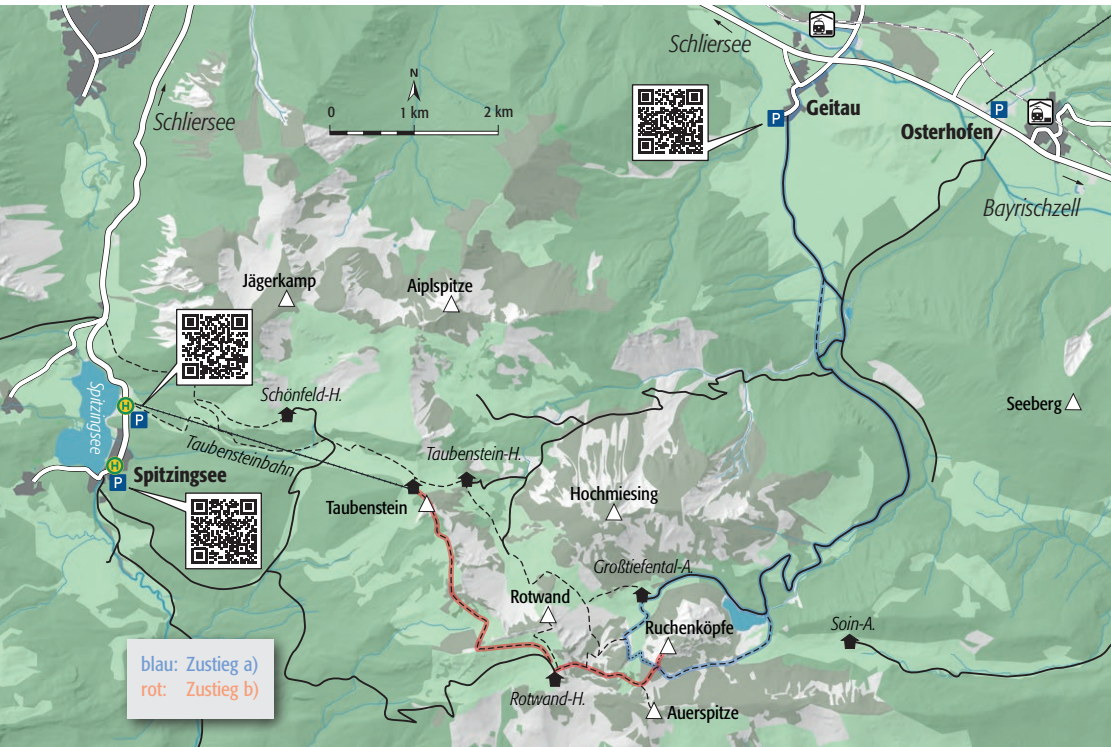 Schliersee
Schliersee
N
0 1 km 2 km
P
Geitau
P
Osterhofen
Bayrischzell
Jägerkamp
Aiplspitze
Spitzingsee
H
P
Schönfeld-H.
Seeberg
Taubensteinbahn
Taubenstein-H.
H
P
Spitzingsee
Taubenstein
Hochmiesing
Großtiefental-A.
Rotwand
Ruchenköpfe
Soin-A.
Rotwand-H.
Auerspitze
blau: Zustieg a)
rot: Zustieg b)